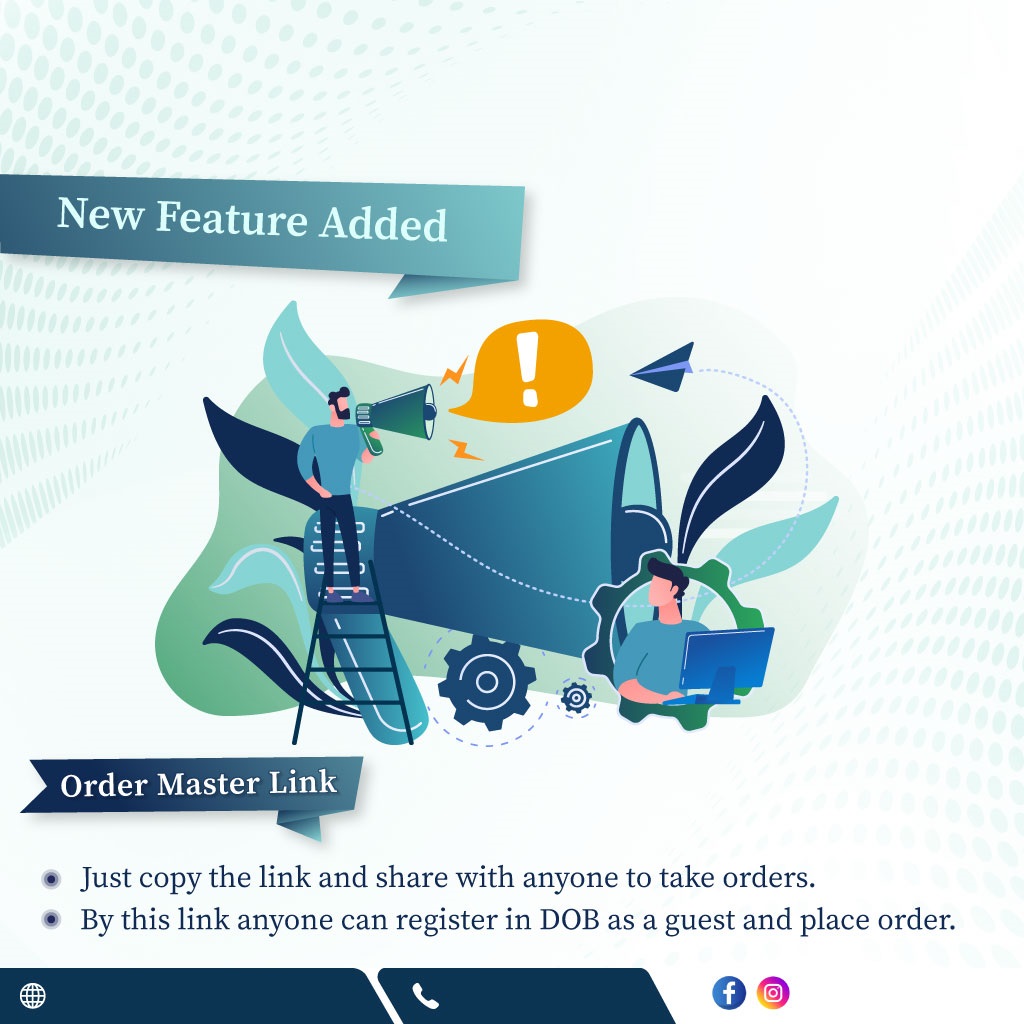 New Feature Added
!
Order Master Link
Just copy the link and share with anyone to take orders.
By this link anyone can register in DOB as a guest and place order.